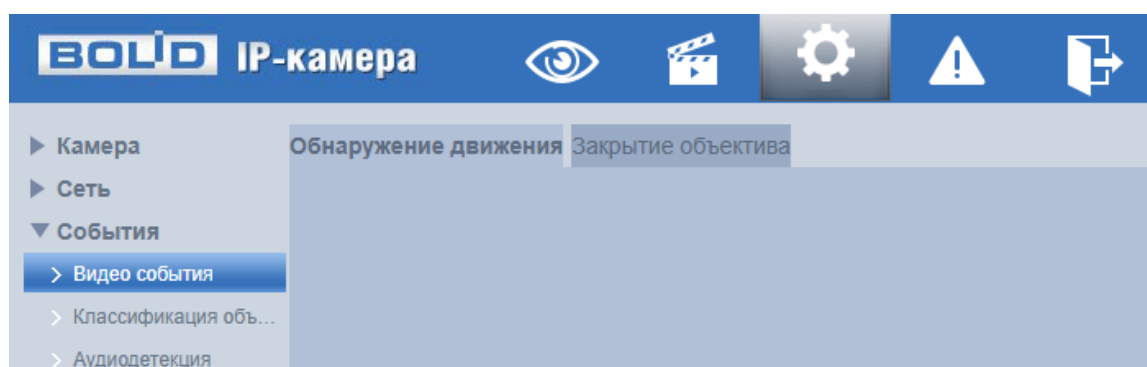 BOLID IP-камера
Камера
Обнаружение движения Закрытие объектива
Сеть
События
Видео события
Классификация объ...
Аудиодетекция